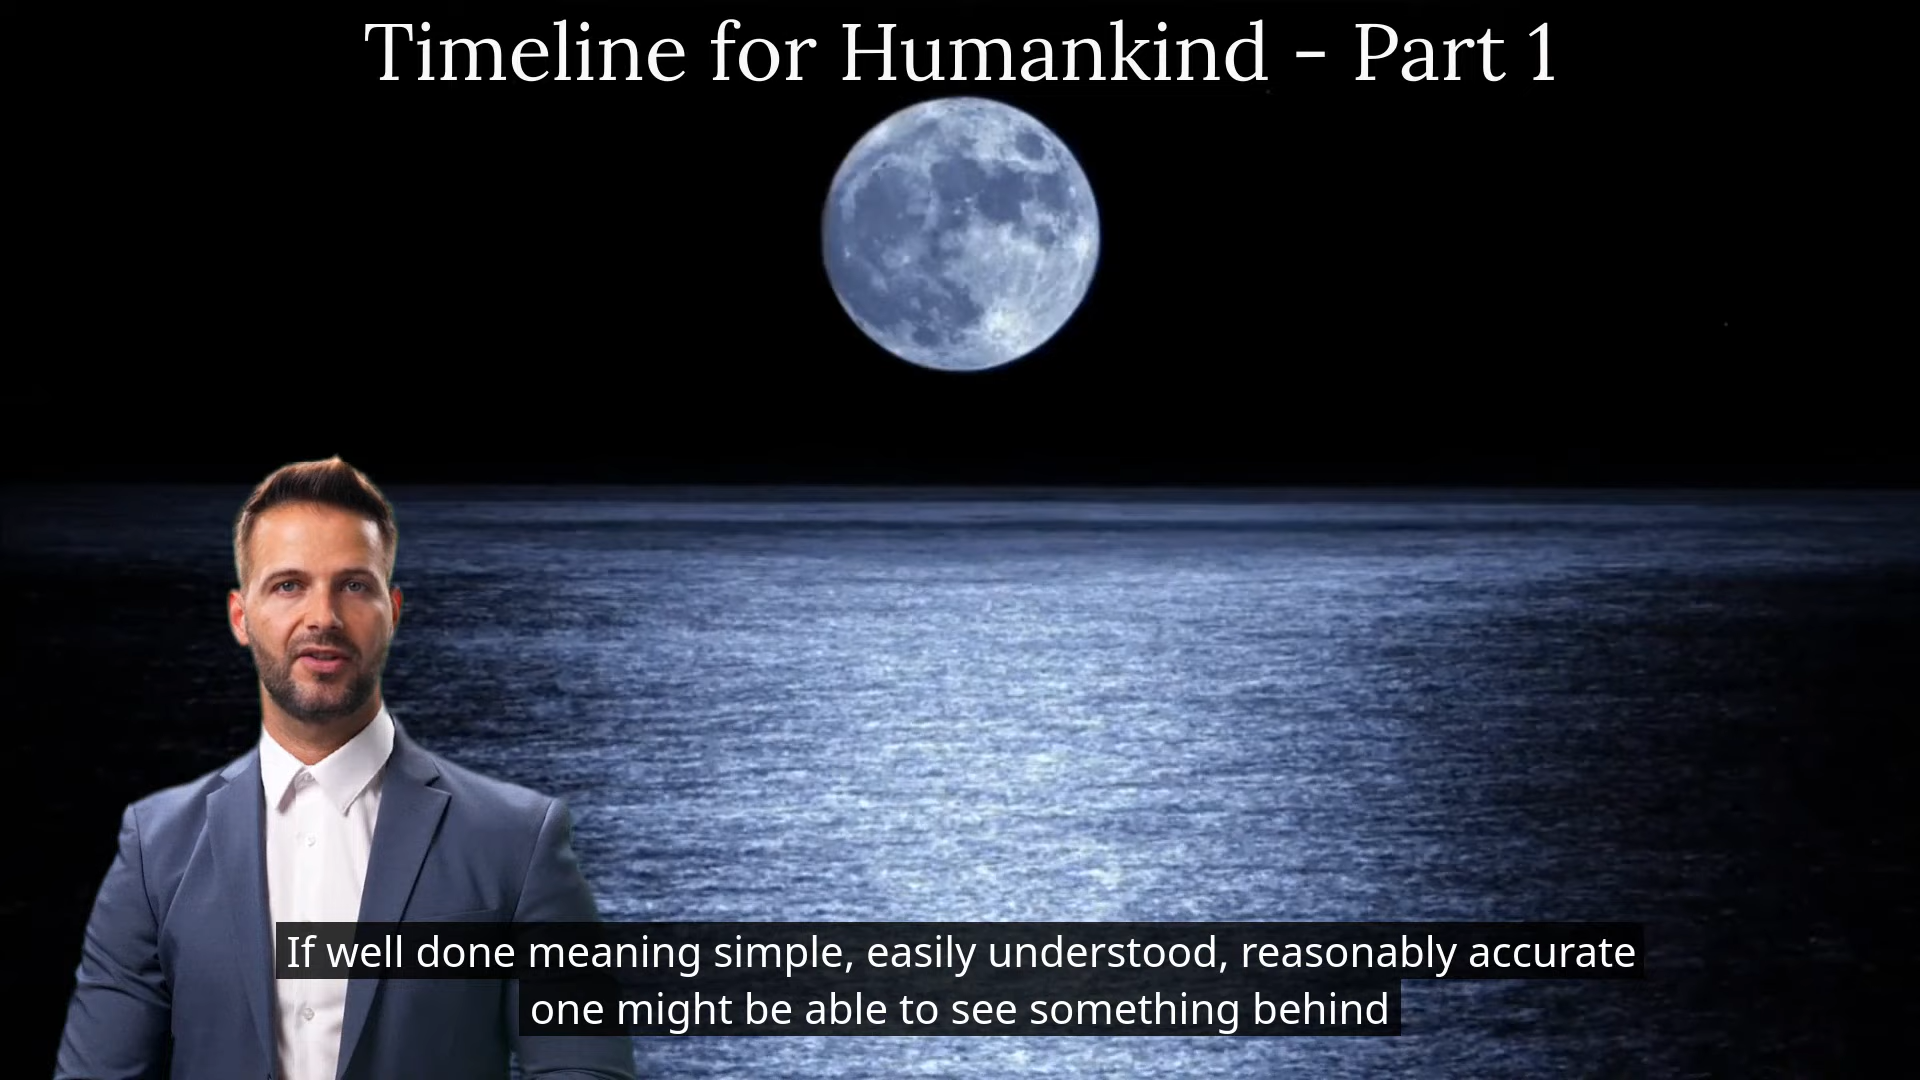 Timeline for Humankind - Part 1
If well done meaning simple, easily understood, reasonably accurate
one might be able to see something behind